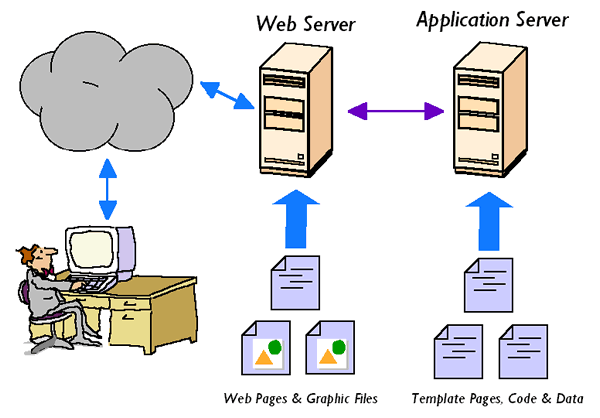 Web Server
Application Server
Web Pages & Graphic Files
Template Pages, Code & Data